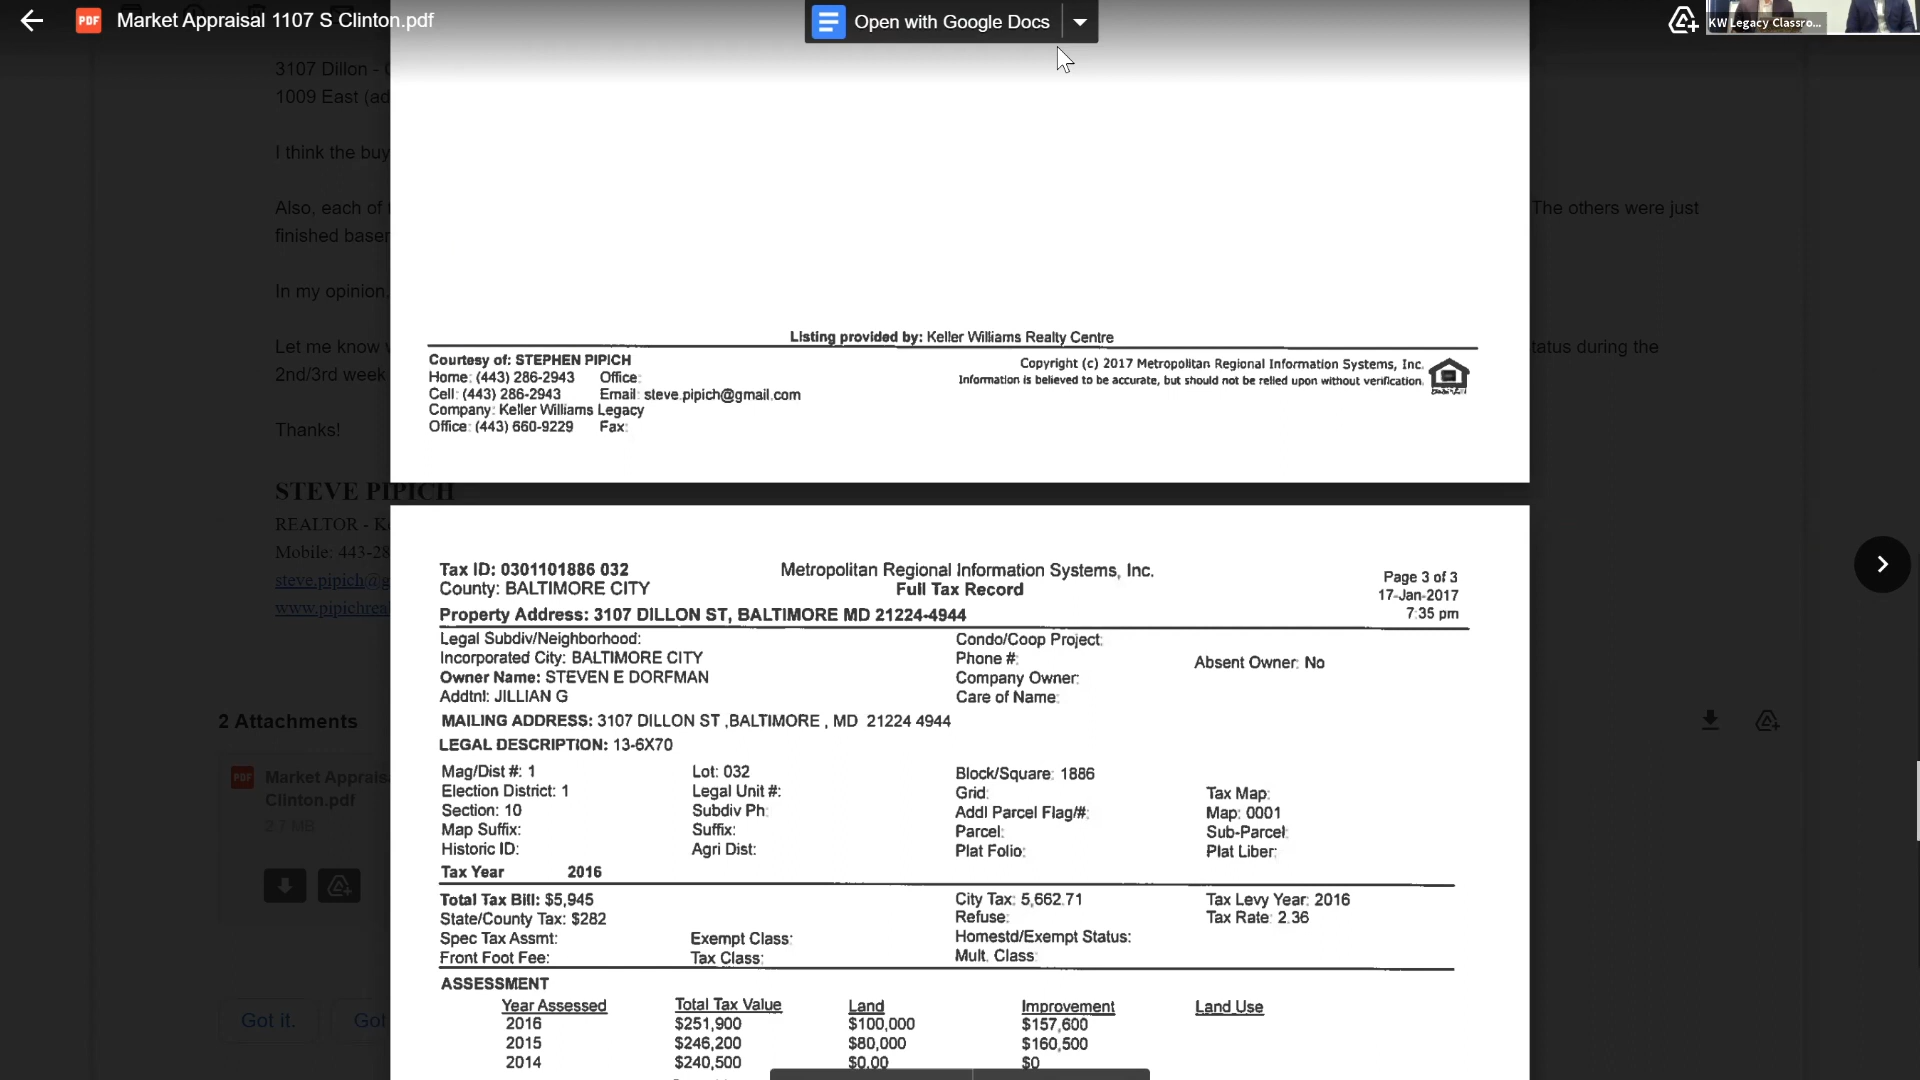 Market Appraisal 1107 S Clinton.pdf
Open with Google Docs
KW Legacy Classro...
PDF
3107 Dillon -
1009 East (ad
I think the buy
Also, each of
The others were just
finished baser
In my opinion,
Let me know
tatus during the
2nd/3rd week
Thanks!
STEVE PIPICH
REALTOR - K
Mobile: 443-28
steve.pipich@g
www.pipichrea
2 Attachments
PDF
Market Apprais
Clinton.pdf
2.7 MB
Got it.
Got
Listing provided by: Keller Williams Realty Centre
Courtesy of: STEPHEN PIPICH
Home: (443) 286-2943 Office:
Cell: (443) 286-2943 Email: steve.pipich@gmail.com
Company: Keller Williams Legacy
Office: (443) 660-9229 Fax:
Copyright (c) 2017 Metropolitan Regional Information Systems, Inc.
Information is believed to be accurate, but should not be relied upon without verification.
Tax ID: 0301101886 032
County: BALTIMORE CITY
Metropolitan Regional Information Systems, Inc.
Full Tax Record
Page 3 of 3
17-Jan-2017
7:35 pm
Property Address: 3107 DILLON ST, BALTIMORE MD 21224-4944
Legal Subdiv/Neighborhood: Condo/Coop Project:
Incorporated City: BALTIMORE CITY Phone #: Absent Owner: No
Owner Name: STEVEN E DORFMAN Company Owner:
Addtnl: JILLIAN G Care of Name:
MAILING ADDRESS: 3107 DILLON ST ,BALTIMORE , MD 21224 4944
LEGAL DESCRIPTION: 13-6X70
Mag/Dist #: 1 Lot: 032 Block/Square: 1886
Election District: 1 Legal Unit #: Grid: Tax Map:
Section: 10 Subdiv Ph: Addl Parcel Flag/#: Map: 0001
Map Suffix: Suffix: Parcel: Sub-Parcel:
Historic ID: Agri Dist: Plat Folio: Plat Liber:
Tax Year 2016
Total Tax Bill: $5,945 City Tax: 5,662.71 Tax Levy Year: 2016
State/County Tax: $282 Refuse: Tax Rate: 2.36
Spec Tax Assmt: Exempt Class: Homestd/Exempt Status:
Front Foot Fee: Tax Class: Mult. Class:
ASSESSMENT
Year Assessed Total Tax Value Land Improvement Land Use
2016 $251,900 $100,000 $157,600
2015 $246,200 $80,000 $160,500
2014 $240,500 $0.00 $0